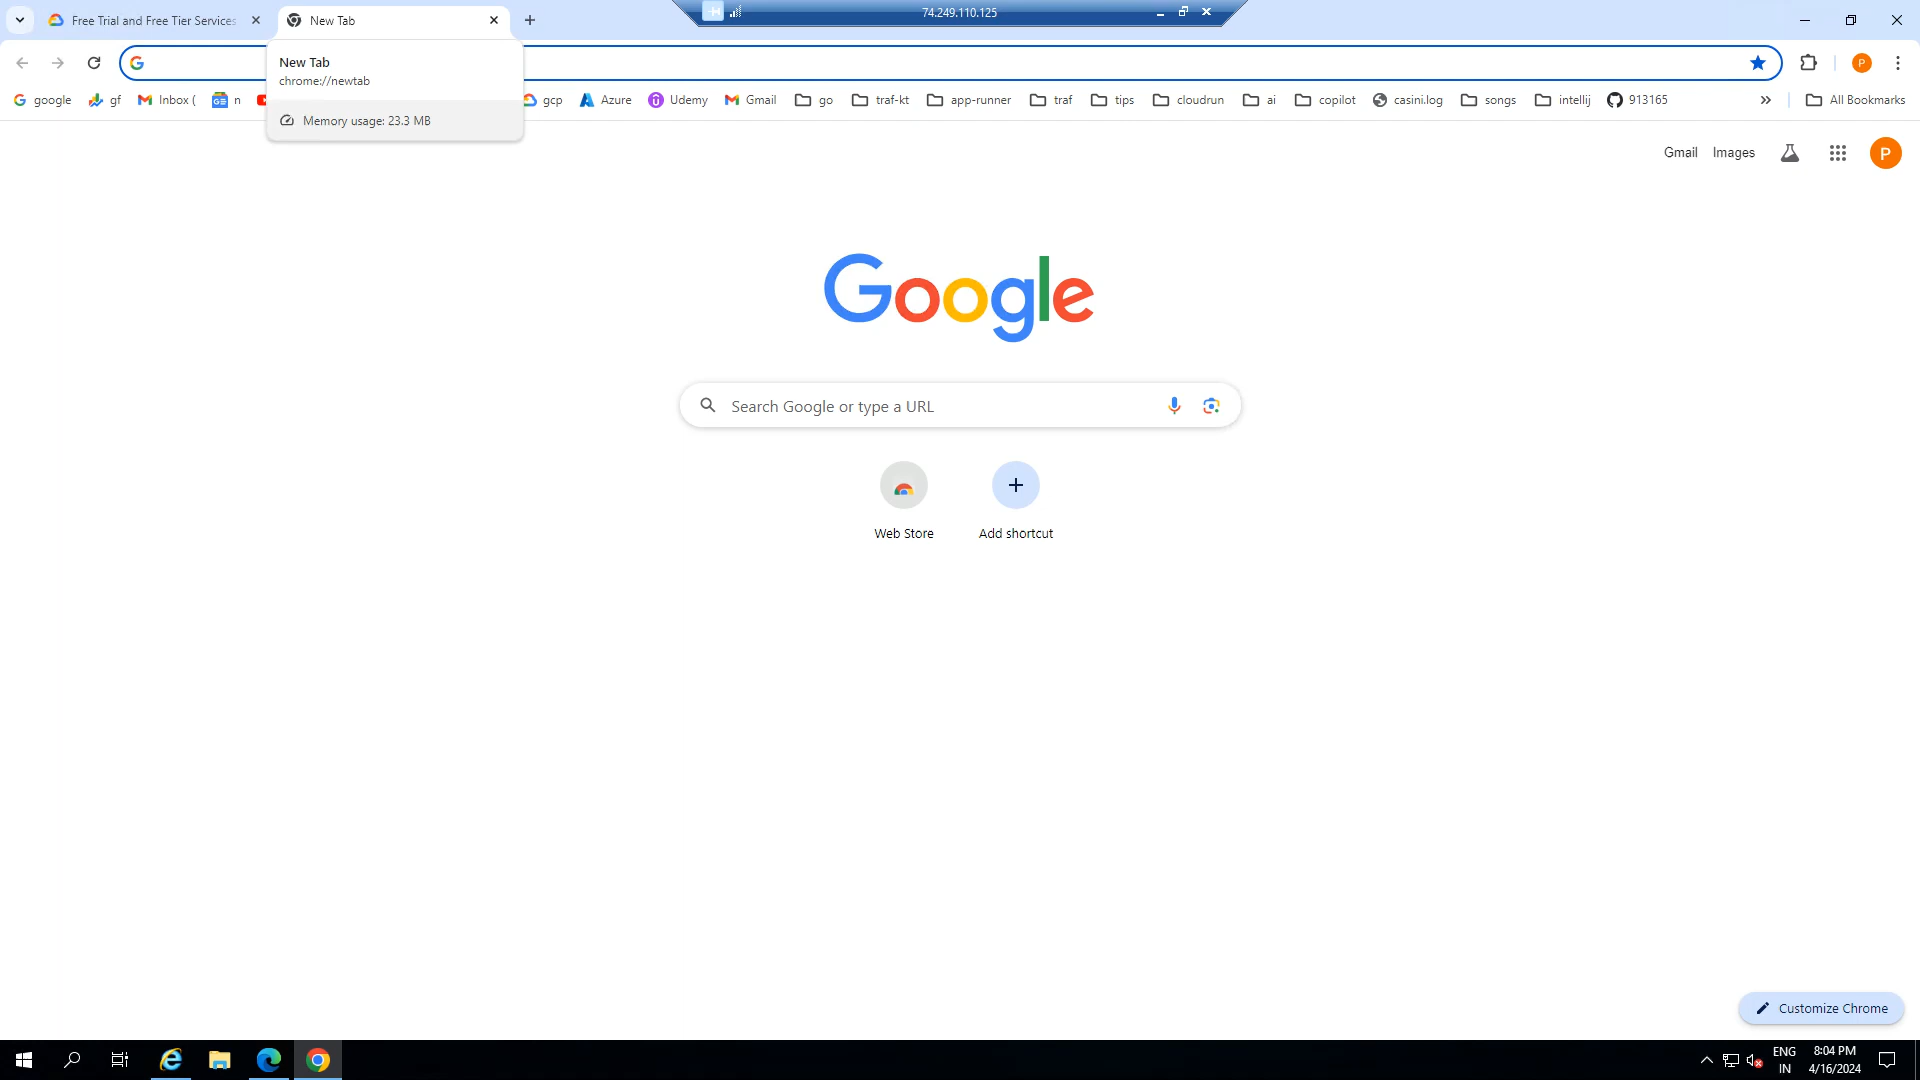 Free Trial and Free Tier Services
New Tab
74.249.110.125
New Tab
chrome://newtab
Memory usage: 23.3 MB
google
gf
Inbox (
n
gcp
Azure
Udemy
Gmail
go
traf-kt
app-runner
traf
tips
cloudrun
ai
copilot
casini.log
songs
intellij
913165
All Bookmarks
P
Gmail
Images
P
Google
Search Google or type a URL
Web Store
Add shortcut
Customize Chrome
ENG
IN
8:04 PM
4/16/2024